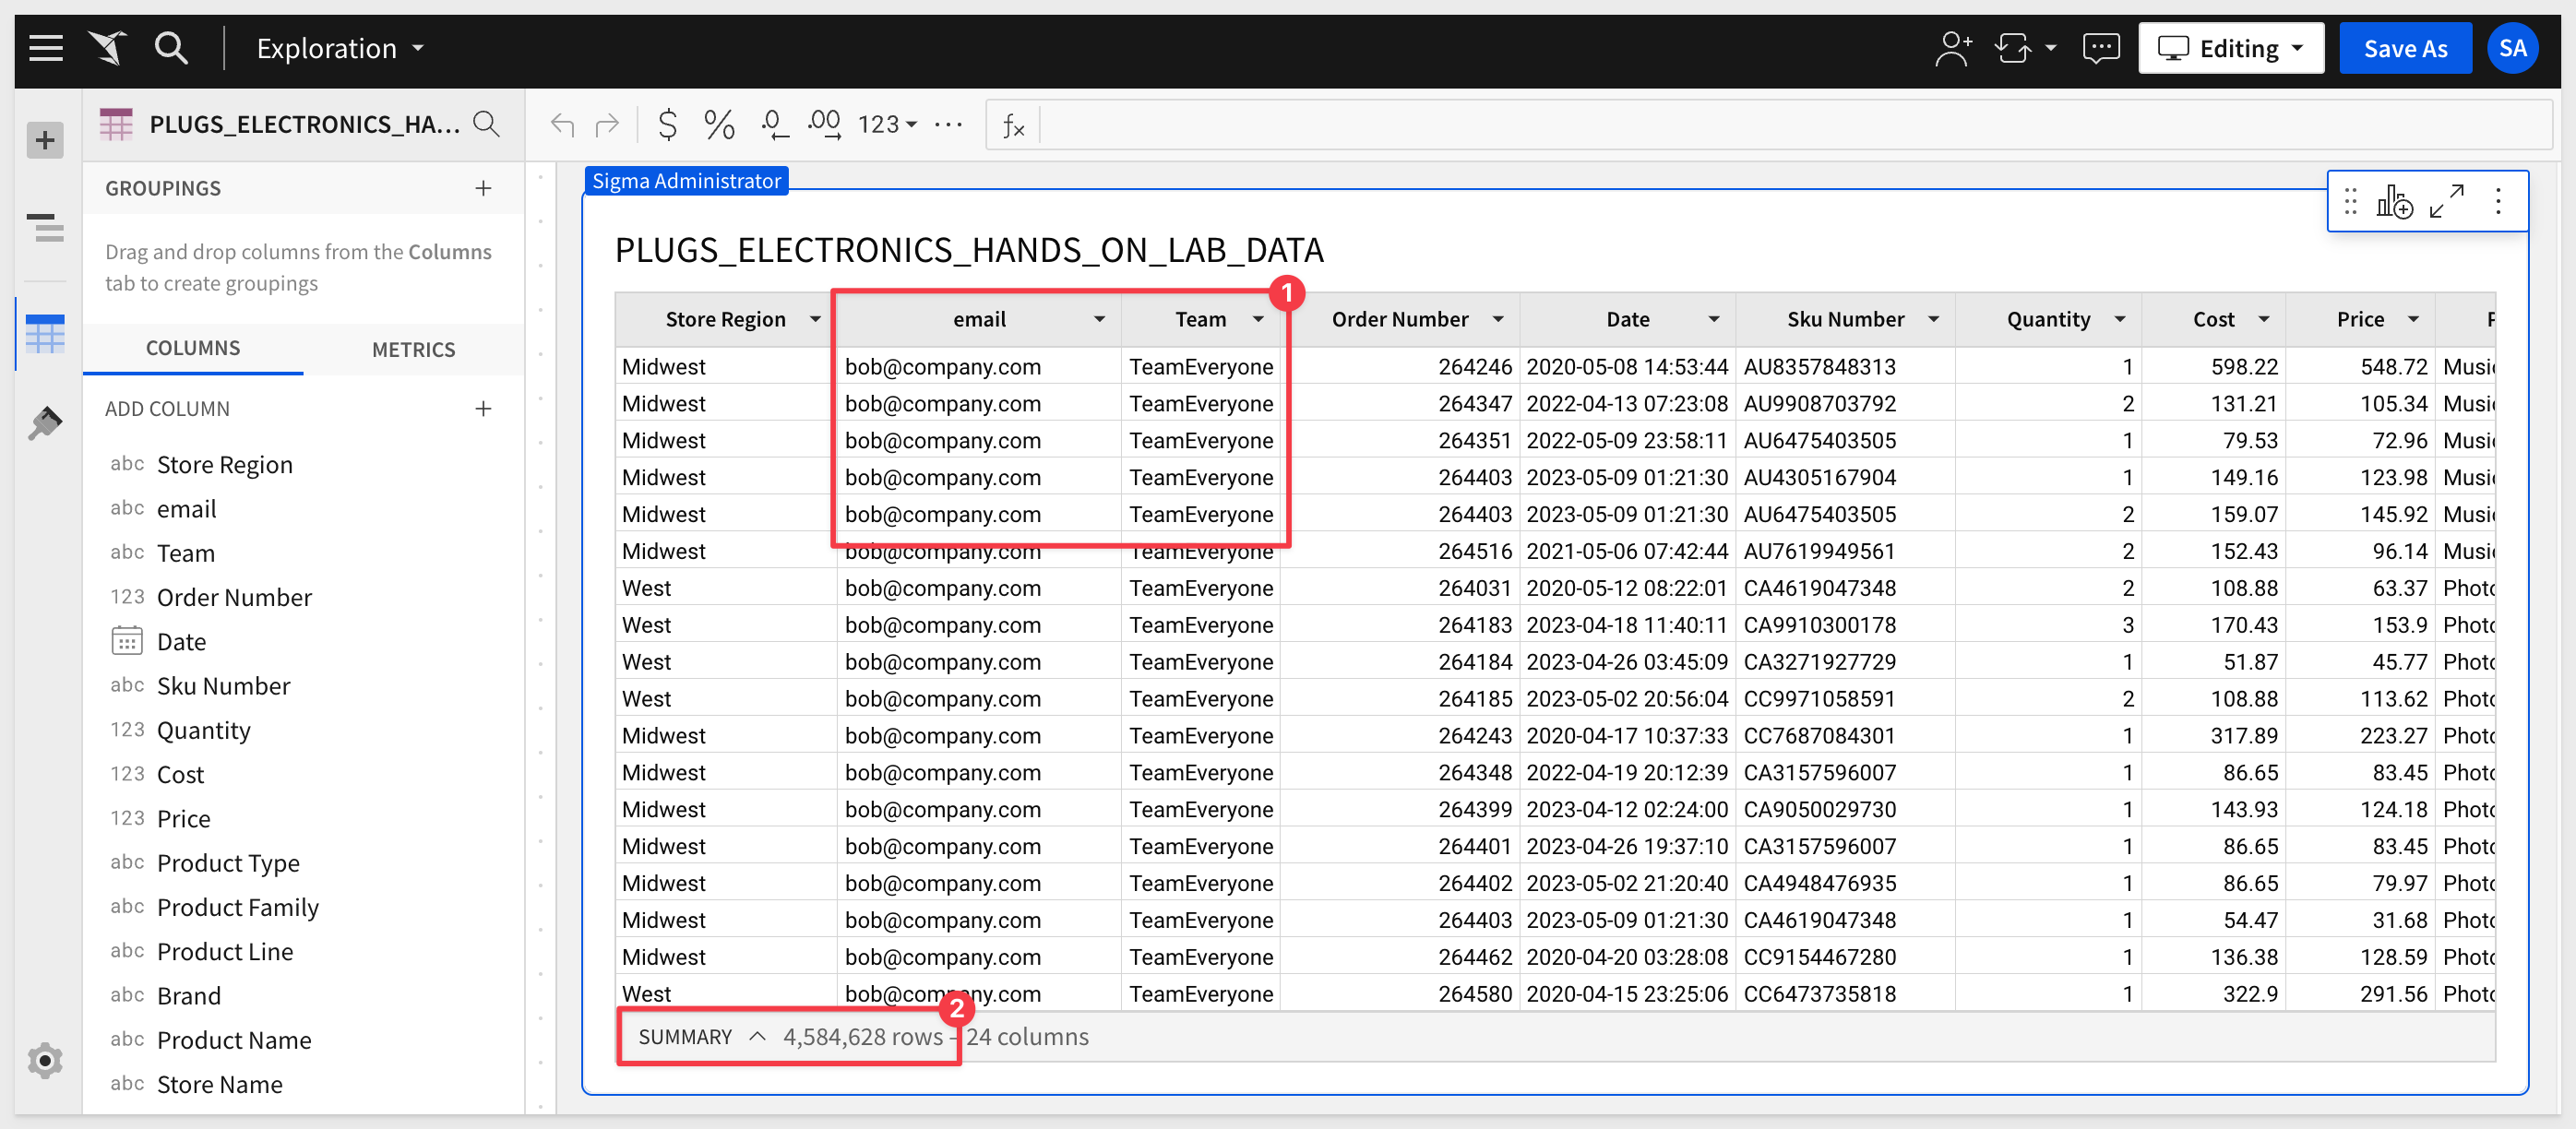 Exploration
Editing
Save As
SA
PLUGS_ELECTRONICS_HA...
$ % .0 .00 123 ...
fx
GROUPINGS
Drag and drop columns from the Columns
tab to create groupings
COLUMNS METRICS
ADD COLUMN
abc Store Region
abc email
abc Team
123 Order Number
Date
abc Sku Number
123 Quantity
123 Cost
123 Price
abc Product Type
abc Product Family
abc Product Line
abc Brand
abc Product Name
abc Store Name
Sigma Administrator
PLUGS_ELECTRONICS_HANDS_ON_LAB_DATA
1
Store Region email Team Order Number Date Sku Number Quantity Cost Price
Midwest bob@company.com TeamEveryone 264246 2020-05-08 14:53:44 AU8357848313 1 598.22 548.72 Music
Midwest bob@company.com TeamEveryone 264347 2022-04-13 07:23:08 AU9908703792 2 131.21 105.34 Music
Midwest bob@company.com TeamEveryone 264351 2022-05-09 23:58:11 AU6475403505 1 79.53 72.96 Music
Midwest bob@company.com TeamEveryone 264403 2023-05-09 01:21:30 AU4305167904 1 149.16 123.98 Music
Midwest bob@company.com TeamEveryone 264403 2023-05-09 01:21:30 AU6475403505 2 159.07 145.92 Music
Midwest bob@company.com TeamEveryone 264516 2021-05-06 07:42:44 AU7619949561 2 152.43 96.14 Music
West bob@company.com TeamEveryone 264031 2020-05-12 08:22:01 CA4619047348 2 108.88 63.37 Photo
West bob@company.com TeamEveryone 264183 2023-04-18 11:40:11 CA9910300178 3 170.43 153.9 Photo
West bob@company.com TeamEveryone 264184 2023-04-26 03:45:09 CA3271927729 1 51.87 45.77 Photo
West bob@company.com TeamEveryone 264185 2023-05-02 20:56:04 CC9971058591 2 108.88 113.62 Photo
Midwest bob@company.com TeamEveryone 264243 2020-04-17 10:37:33 CC7687084301 1 317.89 223.27 Photo
Midwest bob@company.com TeamEveryone 264348 2022-04-19 20:12:39 CA3157596007 1 86.65 83.45 Photo
Midwest bob@company.com TeamEveryone 264399 2023-04-12 02:24:00 CA9050029730 1 143.93 124.18 Photo
Midwest bob@company.com TeamEveryone 264401 2023-04-26 19:37:10 CA3157596007 1 86.65 83.45 Photo
Midwest bob@company.com TeamEveryone 264402 2023-05-02 21:20:40 CA4948476935 1 86.65 79.97 Photo
Midwest bob@company.com TeamEveryone 264403 2023-05-09 01:21:30 CA4619047348 1 54.47 31.68 Photo
Midwest bob@company.com TeamEveryone 264462 2020-04-20 03:28:08 CC9154467280 1 136.38 128.59 Photo
West bob@company.com TeamEveryone 264580 2020-04-15 23:25:06 CC6473735818 1 322.9 291.56 Photo
2
SUMMARY 4,584,628 rows - 24 columns